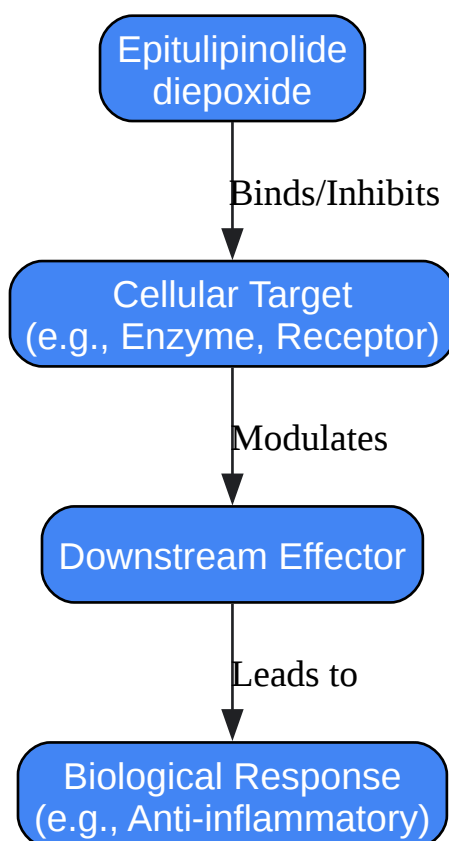 Epitulipinolide
diepoxide
Binds/Inhibits
Cellular Target
(e.g., Enzyme, Receptor)
Modulates
Downstream Effector
Leads to
Biological Response
(e.g., Anti-inflammatory)